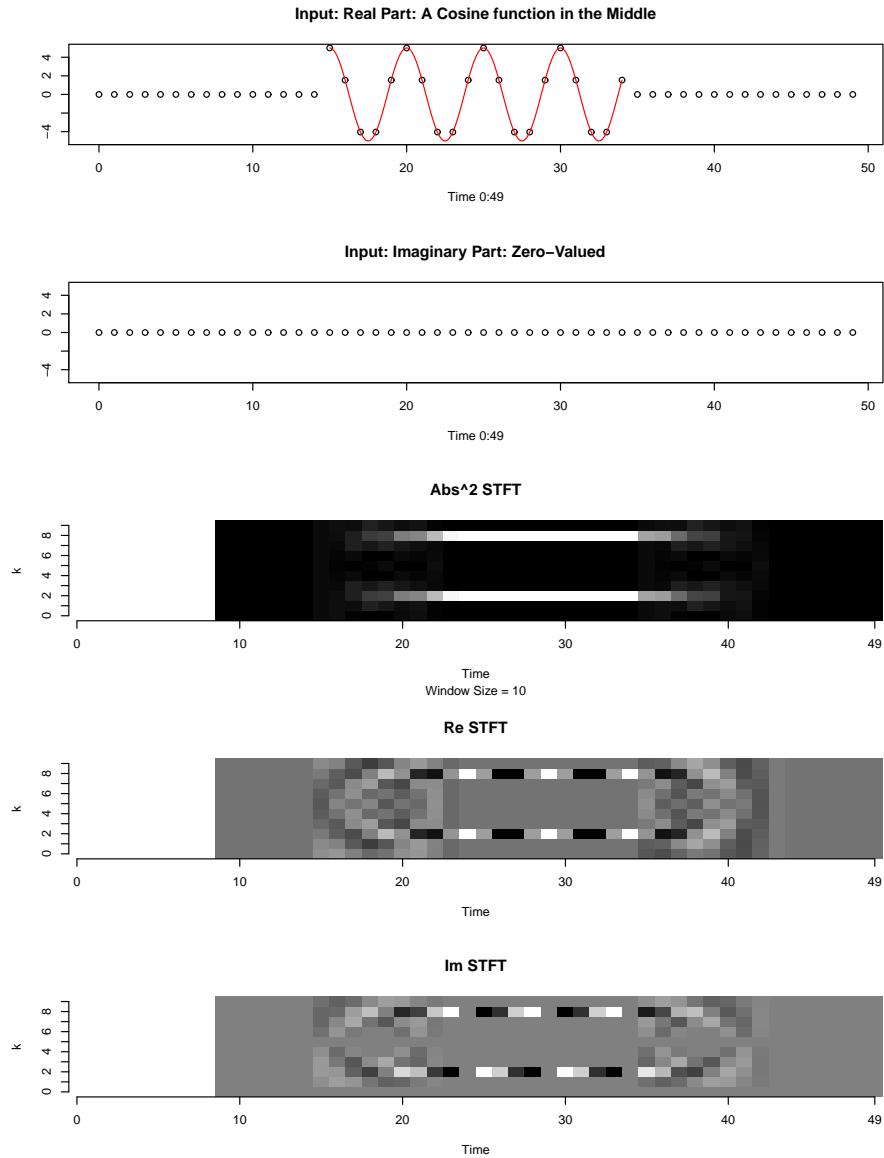 Input: Real Part: A Cosine function in the Middle
4
2
0
−4
0 10 20 30 40 50
Time 0:49
Input: Imaginary Part: Zero−Valued
4
2
0
−4
0 10 20 30 40 50
Time 0:49
Abs^2 STFT
k
8
6
4
2
0
0 10 20 30 40 49
Time
Window Size = 10
Re STFT
k
8
6
4
2
0
0 10 20 30 40 49
Time
Im STFT
k
8
6
4
2
0
0 10 20 30 40 49
Time